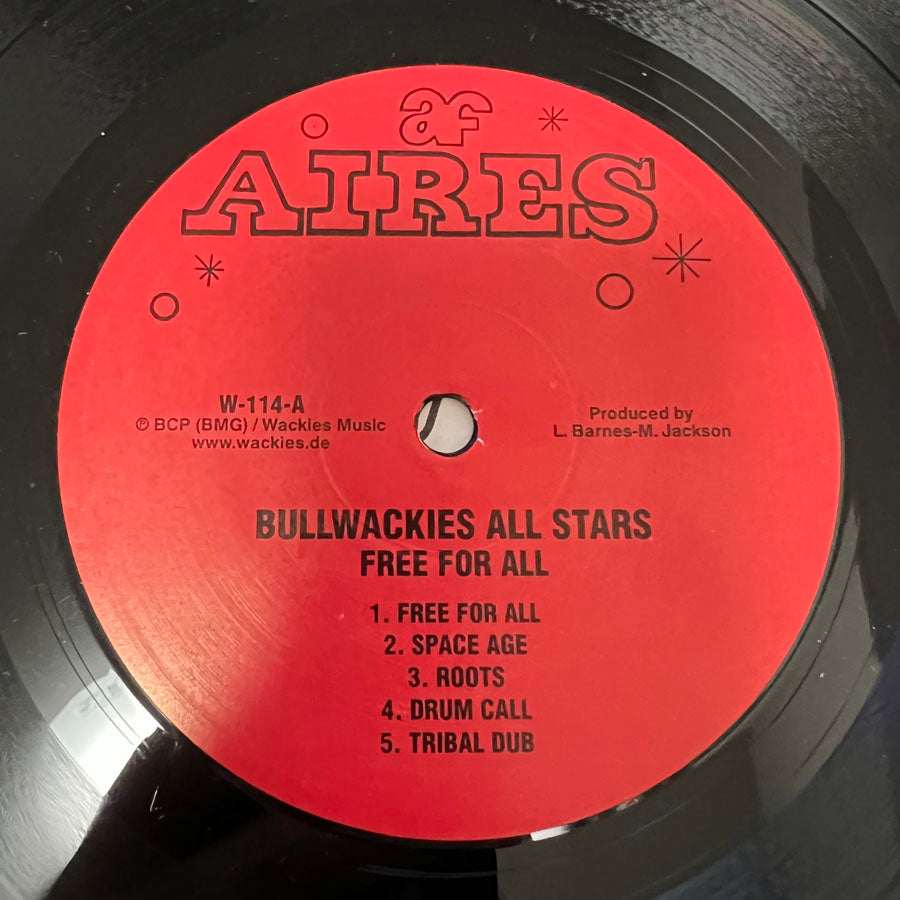 af
AIRES
W-114-A
℗ BCP (BMG) / Wackies Music
www.wackies.de
Produced by
L. Barnes-M. Jackson
BULLWACKIES ALL STARS
FREE FOR ALL
1. FREE FOR ALL
2. SPACE AGE
3. ROOTS
4. DRUM CALL
5. TRIBAL DUB